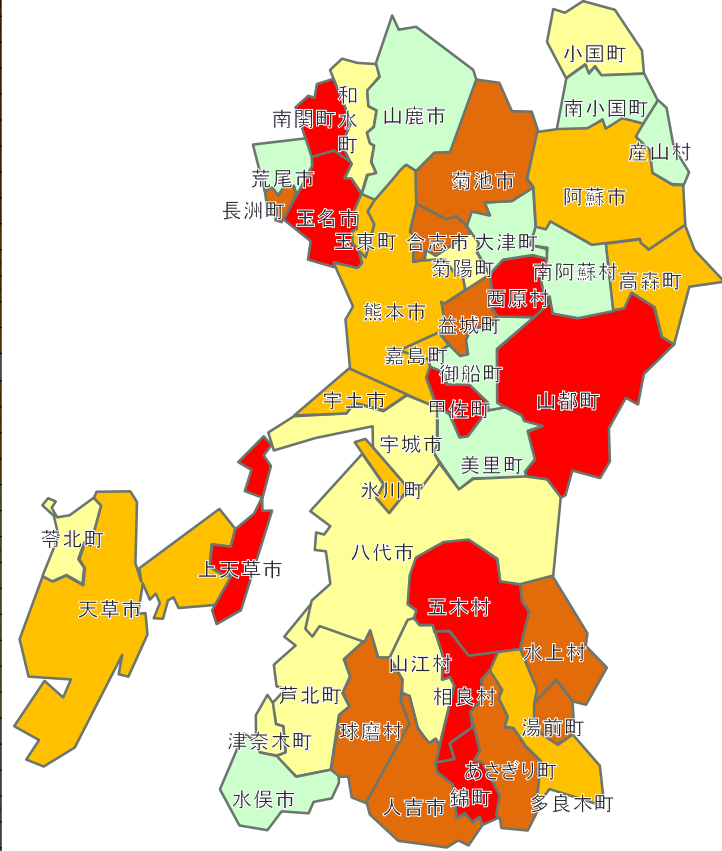 小国町
和水町
南関町
山鹿市
南小国町
産山村
荒尾市
菊池市
阿蘇市
長洲町
玉名市
玉東町
合志市
大津町
菊陽町
南阿蘇村
高森町
西原村
熊本市
益城町
嘉島町
御船町
宇土市
甲佐町
山都町
宇城市
美里町
氷川町
苓北町
八代市
上天草市
天草市
五木村
水上村
山江村
芦北町
相良村
湯前町
球磨村
津奈木町
あさぎり町
水俣市
錦町
人吉市
多良木町